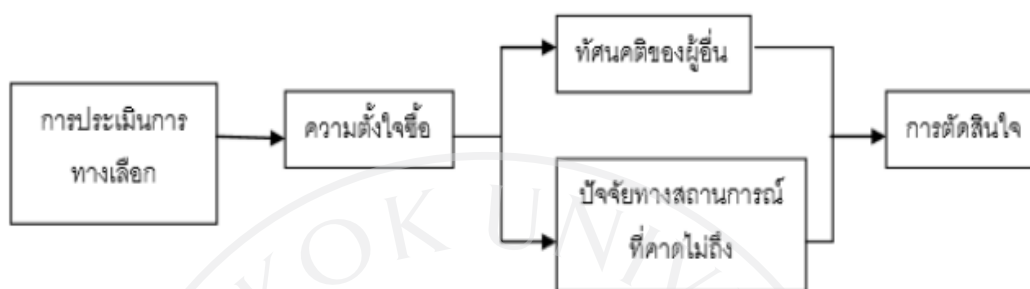 การประเมินการ
ทางเลือก
ความตั้งใจซื้อ
ทัศนคติของผู้อื่น
ปัจจัยทางสถานการณ์
ที่คาดไม่ถึง
การตัดสินใจ
KOK UNIV